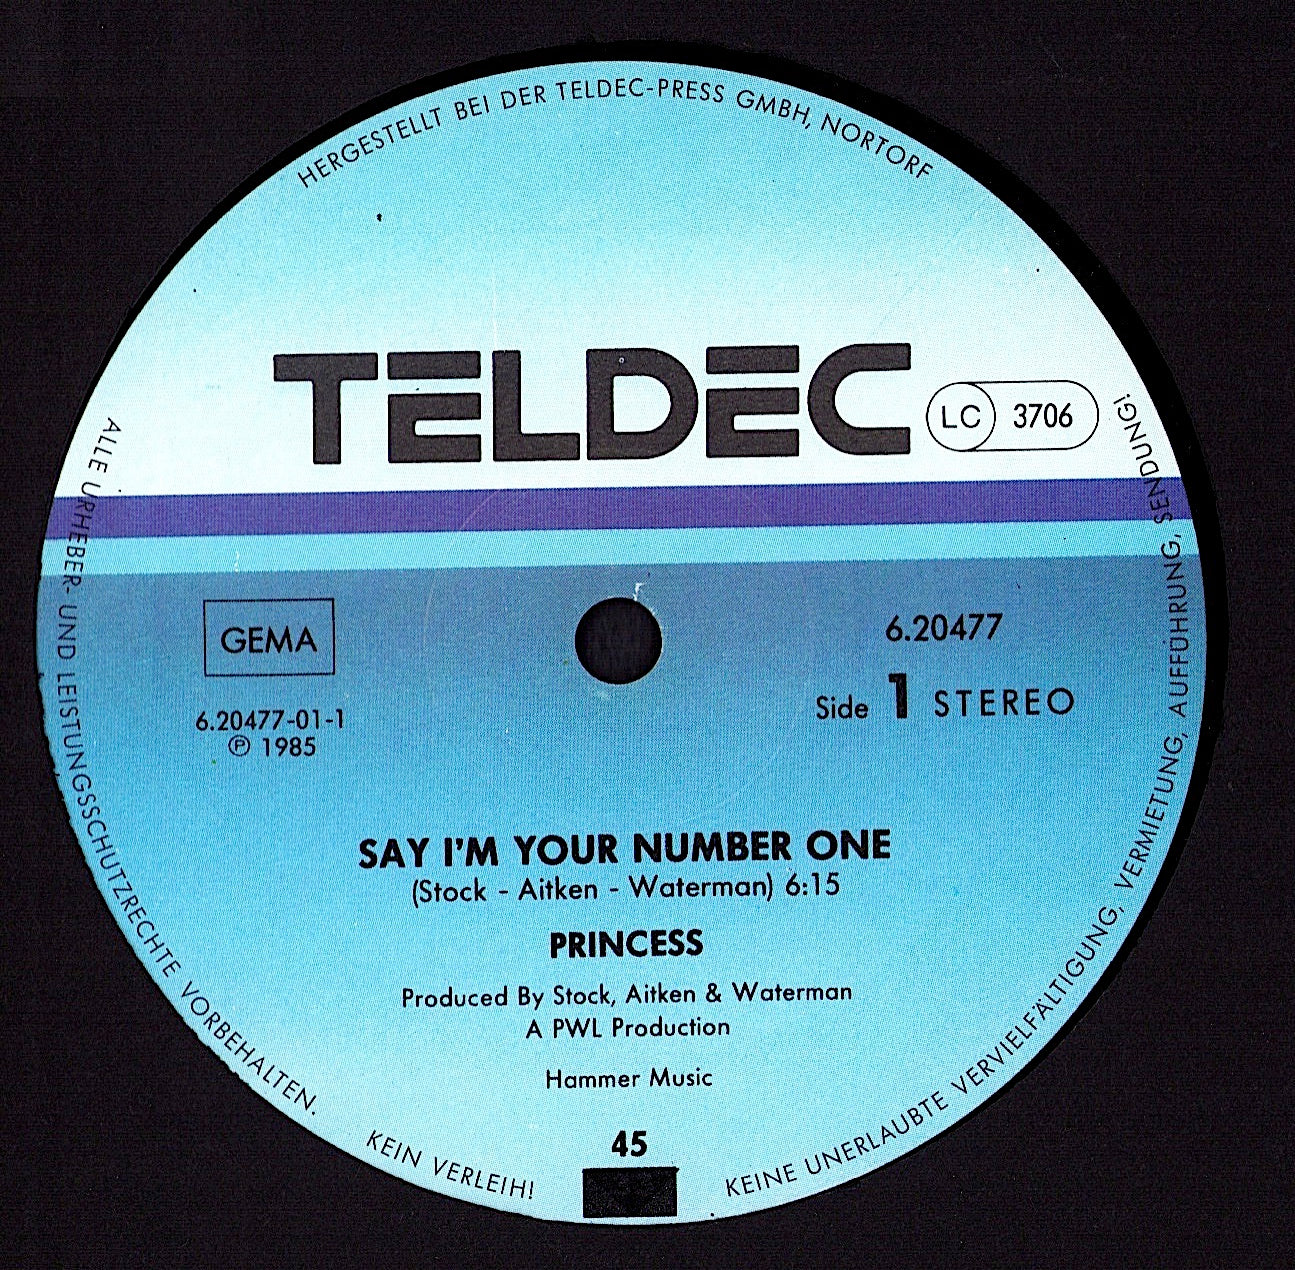 HERGESTELLT BEI DER TELDEC-PRESS GMBH, NORTORF
TELDEC
LC 3706
GEMA
6.20477-01-1
℗ 1985
6.20477
Side 1 STEREO
SAY I'M YOUR NUMBER ONE
(Stock - Aitken - Waterman) 6:15
PRINCESS
Produced By Stock, Aitken & Waterman
A PWL Production
Hammer Music
45
ALLE URHEBER- UND LEISTUNGSSCHUTZRECHTE VORBEHALTEN.
KEIN VERLEIH!
KEINE UNERLAUBTE VERVIELFÄLTIGUNG, VERMIETUNG, AUFFÜHRUNG, SENDUNG!